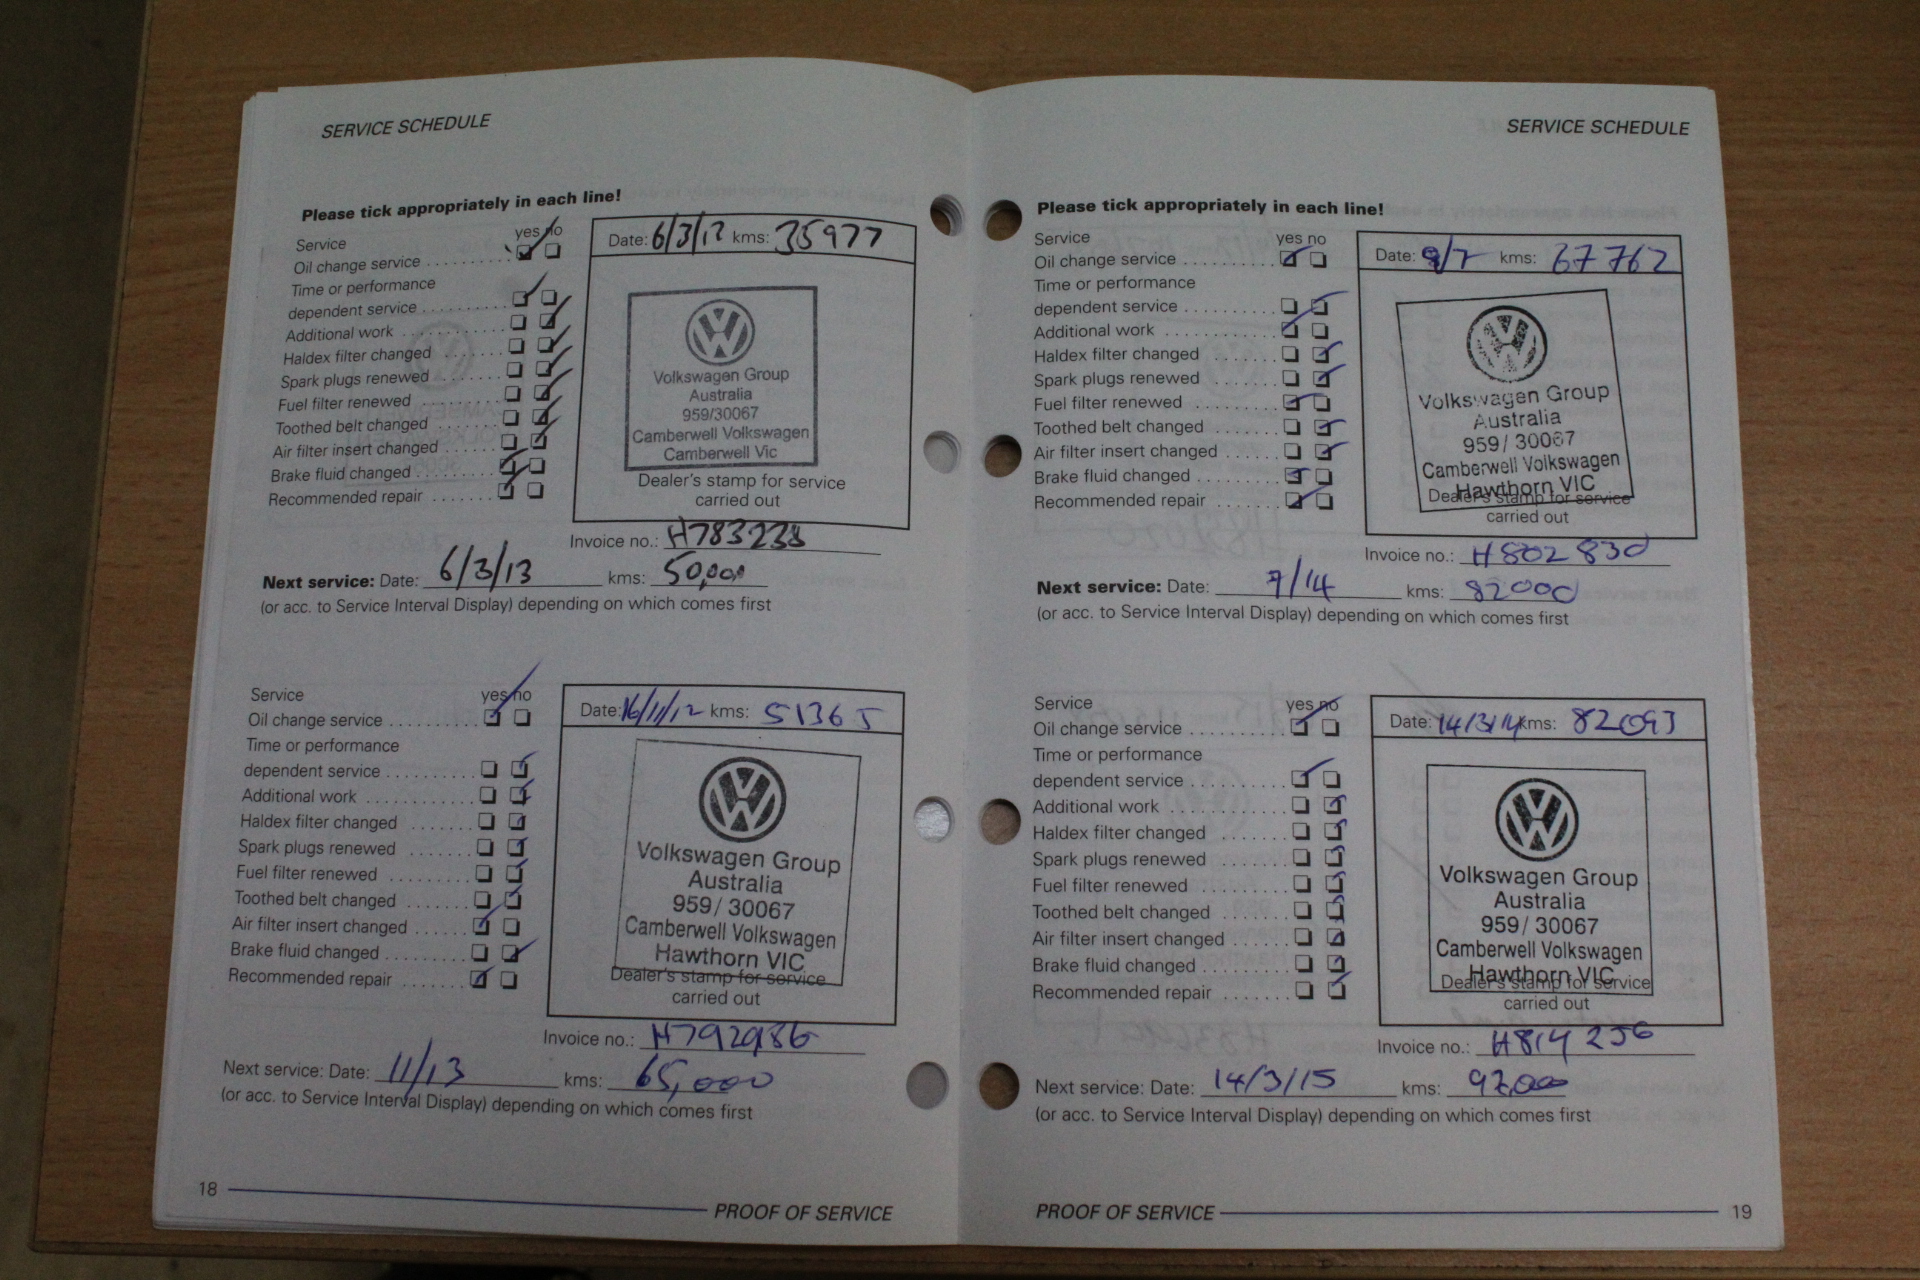 SERVICE SCHEDULE
Please tick appropriately in each line!
Service yes no
Oil change service
Time or performance
dependent service
Additional work
Haldex filter changed
Spark plugs renewed
Fuel filter renewed
Toothed belt changed
Air filter insert changed
Brake fluid changed
Recommended repair
Date: 6/3/12 kms: 35977
Volkswagen Group
Australia
959/30067
Camberwell Volkswagen
Camberwell Vic
Dealer's stamp for service
carried out
Invoice no.: H783238
Next service: Date: 6/3/13 kms: 50,000
(or acc. to Service Interval Display) depending on which comes first
Service yes no
Oil change service
Time or performance
dependent service
Additional work
Haldex filter changed
Spark plugs renewed
Fuel filter renewed
Toothed belt changed
Air filter insert changed
Brake fluid changed
Recommended repair
Date: 16/11/12 kms: 51365
Volkswagen Group
Australia
959/ 30067
Camberwell Volkswagen
Hawthorn VIC
Dealer's stamp for service
carried out
Invoice no.: H792986
Next service: Date: 11/13 kms: 65,000
(or acc. to Service Interval Display) depending on which comes first
18
PROOF OF SERVICE
SERVICE SCHEDULE
Please tick appropriately in each line!
Service yes no
Oil change service
Time or performance
dependent service
Additional work
Haldex filter changed
Spark plugs renewed
Fuel filter renewed
Toothed belt changed
Air filter insert changed
Brake fluid changed
Recommended repair
Date: kms: 67762
Volkswagen Group
Australia
959/ 30067
Camberwell Volkswagen
Hawthorn VIC
Dealer's stamp for service
carried out
Invoice no.: H802830
Next service: Date: 7/14 kms: 82000
(or acc. to Service Interval Display) depending on which comes first
Service yes no
Oil change service
Time or performance
dependent service
Additional work
Haldex filter changed
Spark plugs renewed
Fuel filter renewed
Toothed belt changed
Air filter insert changed
Brake fluid changed
Recommended repair
Date: 14/3/14 kms: 82093
Volkswagen Group
Australia
959/ 30067
Camberwell Volkswagen
Hawthorn VIC
Dealer's stamp for service
carried out
Invoice no.: H814256
Next service: Date: 14/3/15 kms: 97,000
(or acc. to Service Interval Display) depending on which comes first
PROOF OF SERVICE
19